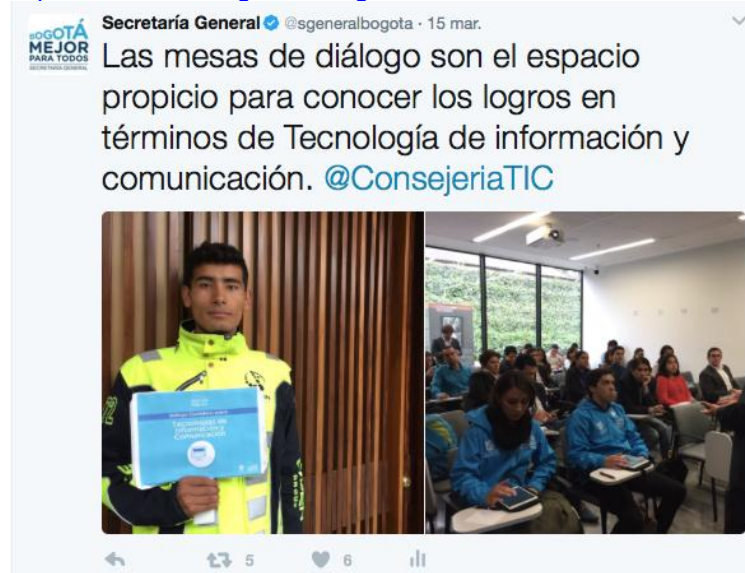 BOGOTÁ
MEJOR
PARA TODOS
SECRETARÍA GENERAL
Secretaría General @sgeneralbogota · 15 mar.
Las mesas de diálogo son el espacio
propicio para conocer los logros en
términos de Tecnología de información y
comunicación. @ConsejeriaTIC
Tecnologías de
Información y
Comunicación
5 6